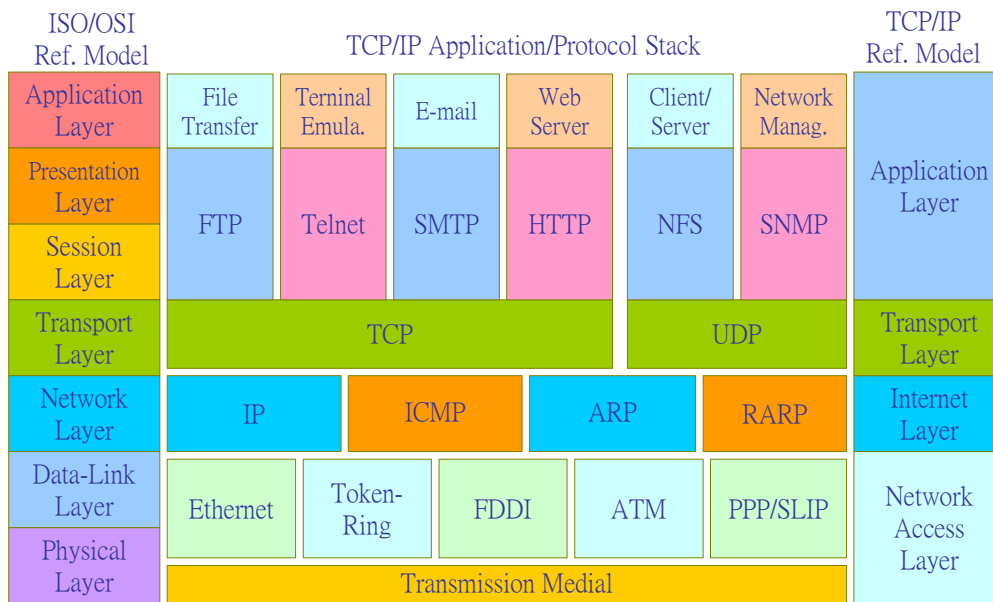 ISO/OSI
Ref. Model
TCP/IP Application/Protocol Stack
TCP/IP
Ref. Model
Application
Layer
File
Transfer
Terninal
Emula.
E-mail
Web
Server
Client/
Server
Network
Manag.
Application
Layer
Presentation
Layer
Session
Layer
FTP
Telnet
SMTP
HTTP
NFS
SNMP
Transport
Layer
TCP
UDP
Transport
Layer
Network
Layer
IP
ICMP
ARP
RARP
Internet
Layer
Data-Link
Layer
Ethernet
Token-
Ring
FDDI
ATM
PPP/SLIP
Network
Access
Layer
Physical
Layer
Transmission Medial